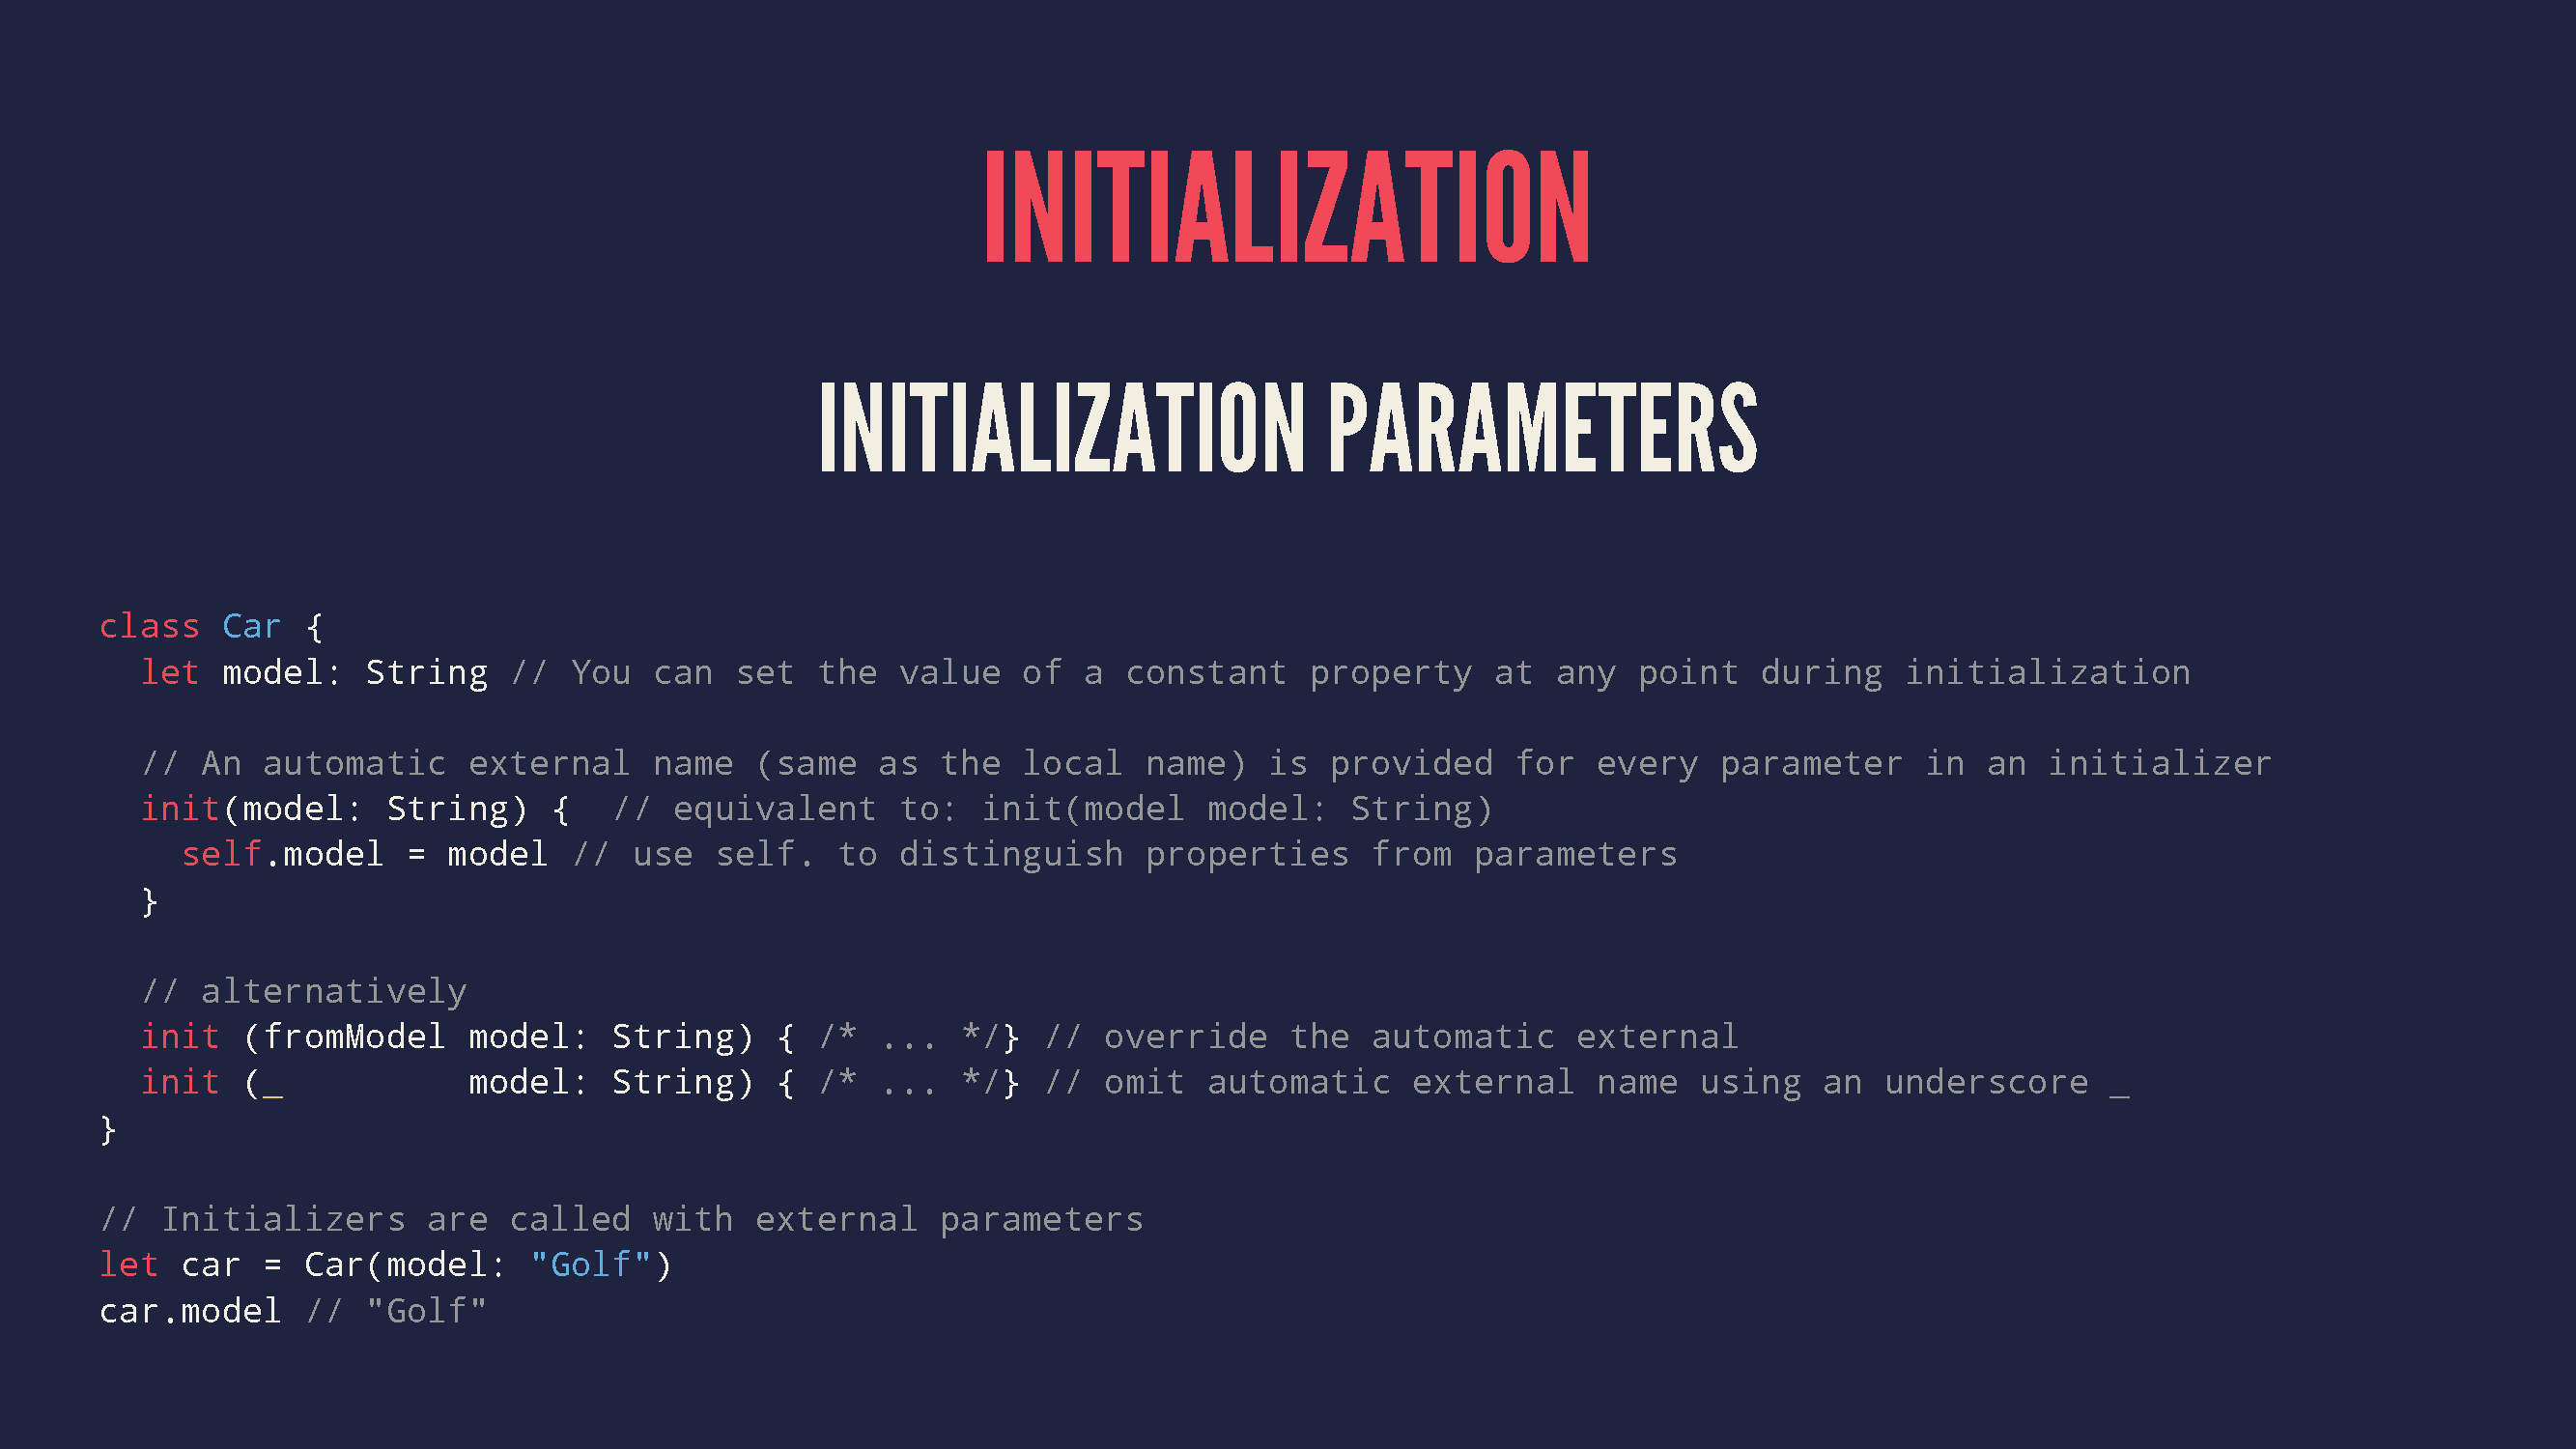 INITIALIZATION
INITIALIZATION PARAMETERS
class Car {
  let model: String // You can set the value of a constant property at any point during initialization
  // An automatic external name (same as the local name) is provided for every parameter in an initializer
  init(model: String) {  // equivalent to: init(model model: String)
    self.model = model // use self. to distinguish properties from parameters
  }
  // alternatively
  init (fromModel model: String) { /* ... */} // override the automatic external
  init (_         model: String) { /* ... */} // omit automatic external name using an underscore _
}
// Initializers are called with external parameters
let car = Car(model: "Golf")
car.model // "Golf"